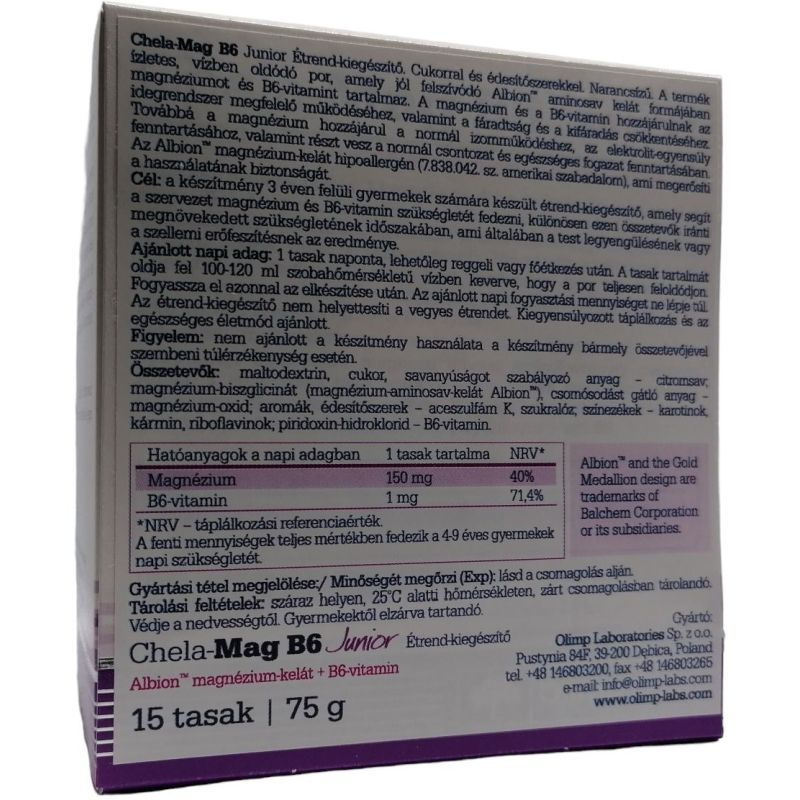 Chela-Mag B6 Junior Étrend-kiegészítő. Cukorral és édesítőszerekkel. Narancsízű. A termék
ízletes, vízben oldódó por, amely jól felszívódó Albion™ aminosav kelát formájában
magnéziumot és B6-vitamint tartalmaz. A magnézium és a B6-vitamin hozzájárulnak az
idegrendszer megfelelő működéséhez, valamint a fáradtság és a kifáradás csökkentéséhez.
Továbbá a magnézium hozzájárul a normál izomműködéshez, az elektrolit-egyensúly
fenntartásához, valamint részt vesz a normál csontozat és egészséges fogazat fenntartásában.
Az Albion™ magnézium-kelát hipoallergén (7.838.042. sz. amerikai szabadalom), ami megerősíti
a használatának biztonságát.
Cél: a készítmény 3 éven felüli gyermekek számára készült étrend-kiegészítő, amely segít
a szervezet magnézium és B6-vitamin szükségletét fedezni, különösen ezen összetevők iránti
megnövekedett szükségletének időszakában, ami általában a test legyengülésének vagy
a szellemi erőfeszítésnek az eredménye.
Ajánlott napi adag: 1 tasak naponta, lehetőleg reggeli vagy főétkezés után. A tasak tartalmát
oldja fel 100-120 ml szobahőmérsékletű vízben keverve, hogy a por teljesen feloldódjon.
Fogyassza el azonnal az elkészítése után. Az ajánlott napi fogyasztási mennyiséget ne lépje túl.
Az étrend-kiegészítő nem helyettesíti a vegyes étrendet. Kiegyensúlyozott táplálkozás és az
egészséges életmód ajánlott.
Figyelem: nem ajánlott a készítmény használata a készítmény bármely összetevőjével
szembeni túlérzékenység esetén.
Összetevők: maltodextrin, cukor, savanyúságot szabályozó anyag – citromsav;
magnézium-biszglicinát (magnézium-aminosav-kelát Albion™), csomósodást gátló anyag –
magnézium-oxid; aromák, édesítőszerek – aceszulfám K, szukralóz; színezékek – karotinok,
kármin, riboflavinok; piridoxin-hidroklorid – B6-vitamin.
Hatóanyagok a napi adagban 1 tasak tartalma NRV*
Magnézium 150 mg 40%
B6-vitamin 1 mg 71,4%
*NRV – táplálkozási referenciaérték.
A fenti mennyiségek teljes mértékben fedezik a 4-9 éves gyermekek
napi szükségletét.
Albion™ and the Gold
Medallion design are
trademarks of
Balchem Corporation
or its subsidiaries.
Gyártási tétel megjelölése:/ Minőségét megőrzi (Exp): lásd a csomagolás alján.
Tárolási feltételek: száraz helyen, 25°C alatti hőmérsékleten, zárt csomagolásban tárolandó.
Védje a nedvességtől. Gyermekektől elzárva tartandó.
Chela-Mag B6 Junior Étrend-kiegészítő
Albion™ magnézium-kelát + B6-vitamin
15 tasak | 75 g
Gyártó:
Olimp Laboratories Sp. z o.o.
Pustynia 84F, 39-200 Dębica, Poland
tel. +48 146803200, fax +48 146803265
e-mail: info@olimp-labs.com
www.olimp-labs.com